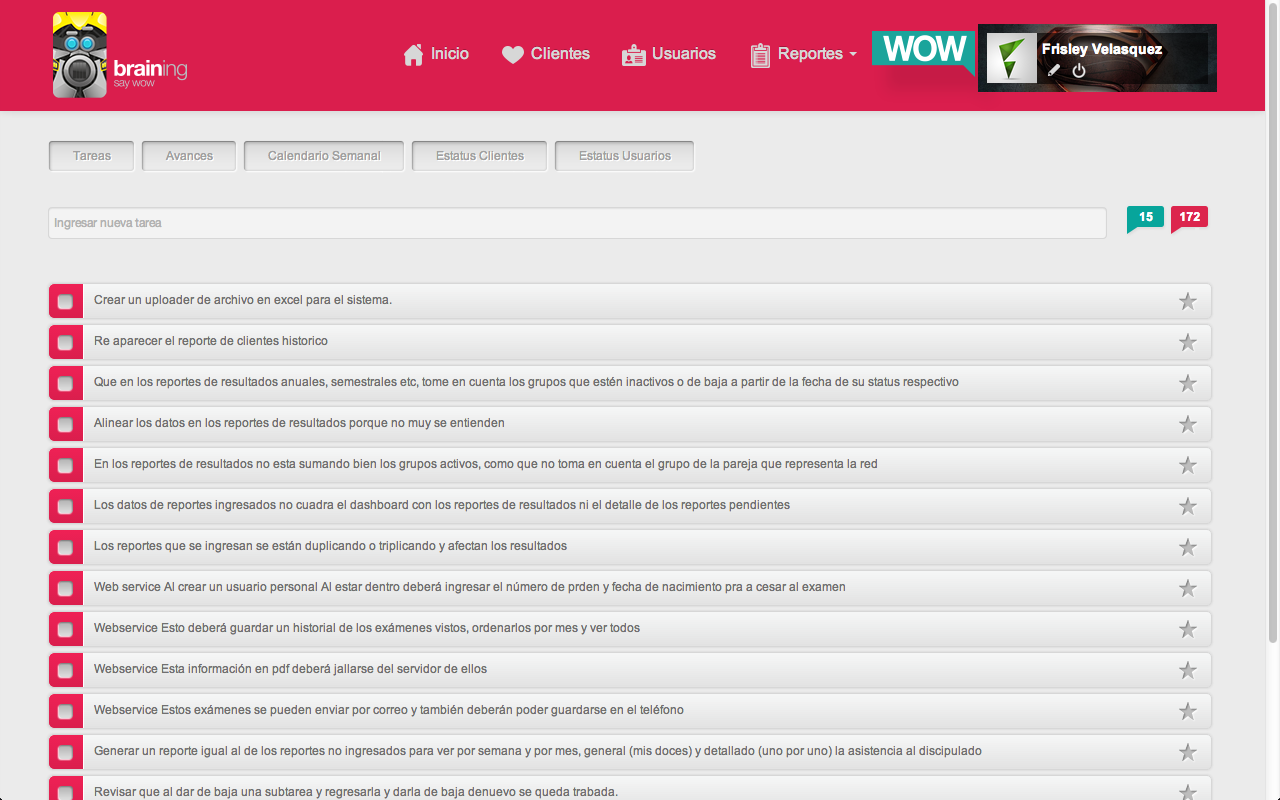 braining
say wow
Inicio
Clientes
Usuarios
Reportes
WOW
Frisley Velasquez
Tareas
Avances
Calendario Semanal
Estatus Clientes
Estatus Usuarios
Ingresar nueva tarea
15
172
Crear un uploader de archivo en excel para el sistema.
Re aparecer el reporte de clientes historico
Que en los reportes de resultados anuales, semestrales etc, tome en cuenta los grupos que estén inactivos o de baja a partir de la fecha de su status respectivo
Alinear los datos en los reportes de resultados porque no muy se entienden
En los reportes de resultados no esta sumando bien los grupos activos, como que no toma en cuenta el grupo de la pareja que representa la red
Los datos de reportes ingresados no cuadra el dashboard con los reportes de resultados ni el detalle de los reportes pendientes
Los reportes que se ingresan se están duplicando o triplicando y afectan los resultados
Web service Al crear un usuario personal Al estar dentro deberá ingresar el número de prden y fecha de nacimiento pra a cesar al examen
Webservice Esto deberá guardar un historial de los exámenes vistos, ordenarlos por mes y ver todos
Webservice Esta información en pdf deberá jallarse del servidor de ellos
Webservice Estos exámenes se pueden enviar por correo y también deberán poder guardarse en el teléfono
Generar un reporte igual al de los reportes no ingresados para ver por semana y por mes, general (mis doces) y detallado (uno por uno) la asistencia al discipulado
Revisar que al dar de baja una subtarea y regresarla y darla de baja denuevo se queda trabada.